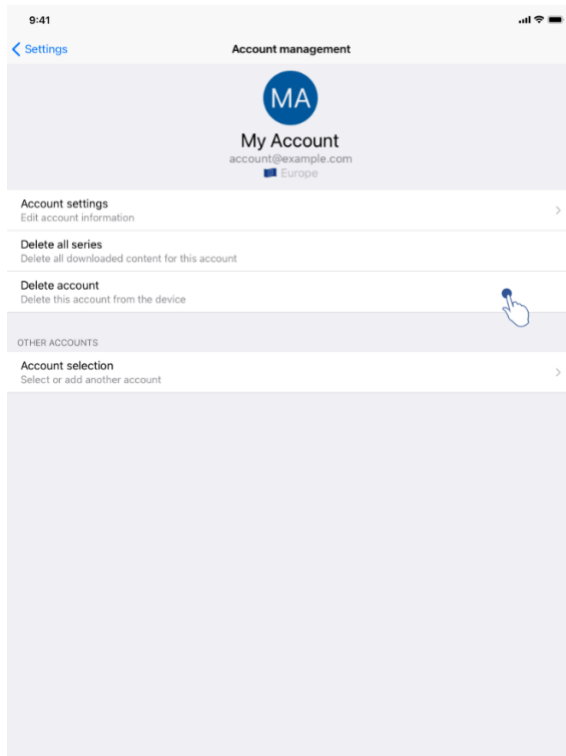 9:41
Settings
Account management
MA
My Account
account@example.com
Europe
Account settings
Edit account information
Delete all series
Delete all downloaded content for this account
Delete account
Delete this account from the device
OTHER ACCOUNTS
Account selection
Select or add another account